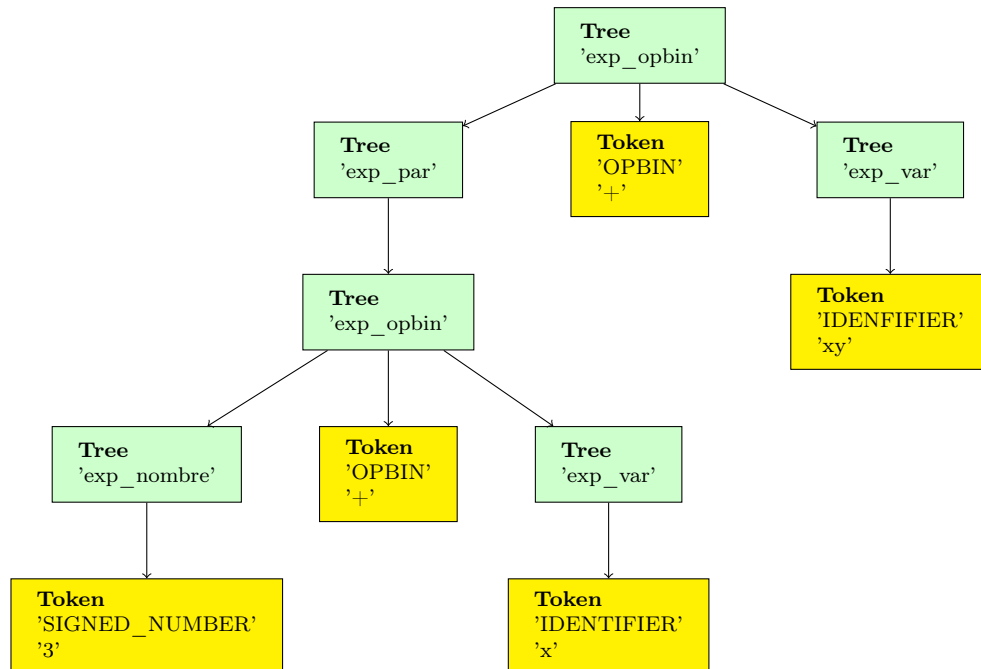 Tree
’exp_opbin’
Tree
’exp_par’
Token
’OPBIN’
’+’
Tree
’exp_var’
Tree
’exp_opbin’
Token
’IDENFIFIER’
’xy’
Tree
’exp_nombre’
Token
’OPBIN’
’+’
Tree
’exp_var’
Token
’SIGNED_NUMBER’
’3’
Token
’IDENTIFIER’
’x’